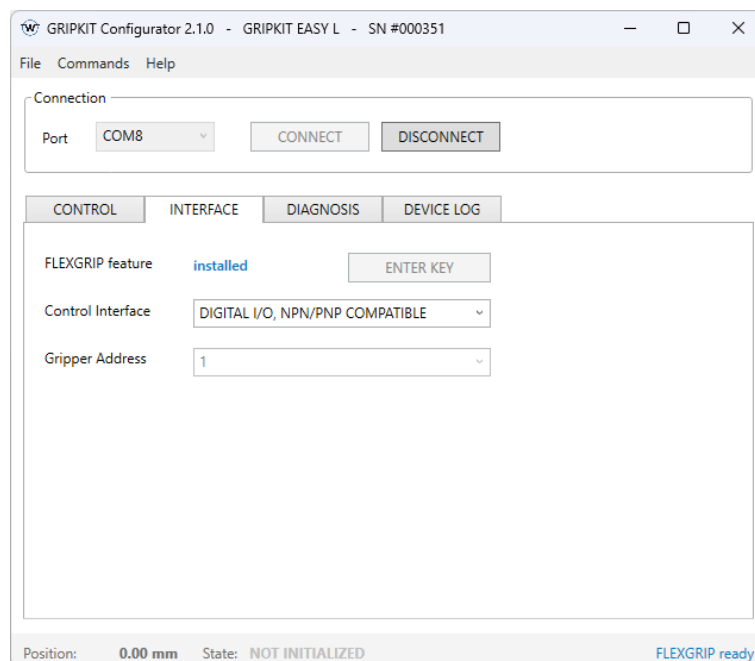 GRIPKIT Configurator 2.1.0 - GRIPKIT EASY L - SN #000351
File Commands Help
Connection
Port COM8 CONNECT DISCONNECT
CONTROL INTERFACE DIAGNOSIS DEVICE LOG
FLEXGRIP feature installed ENTER KEY
Control Interface DIGITAL I/O, NPN/PNP COMPATIBLE
Gripper Address 1
Position: 0.00 mm State: NOT INITIALIZED FLEXGRIP ready